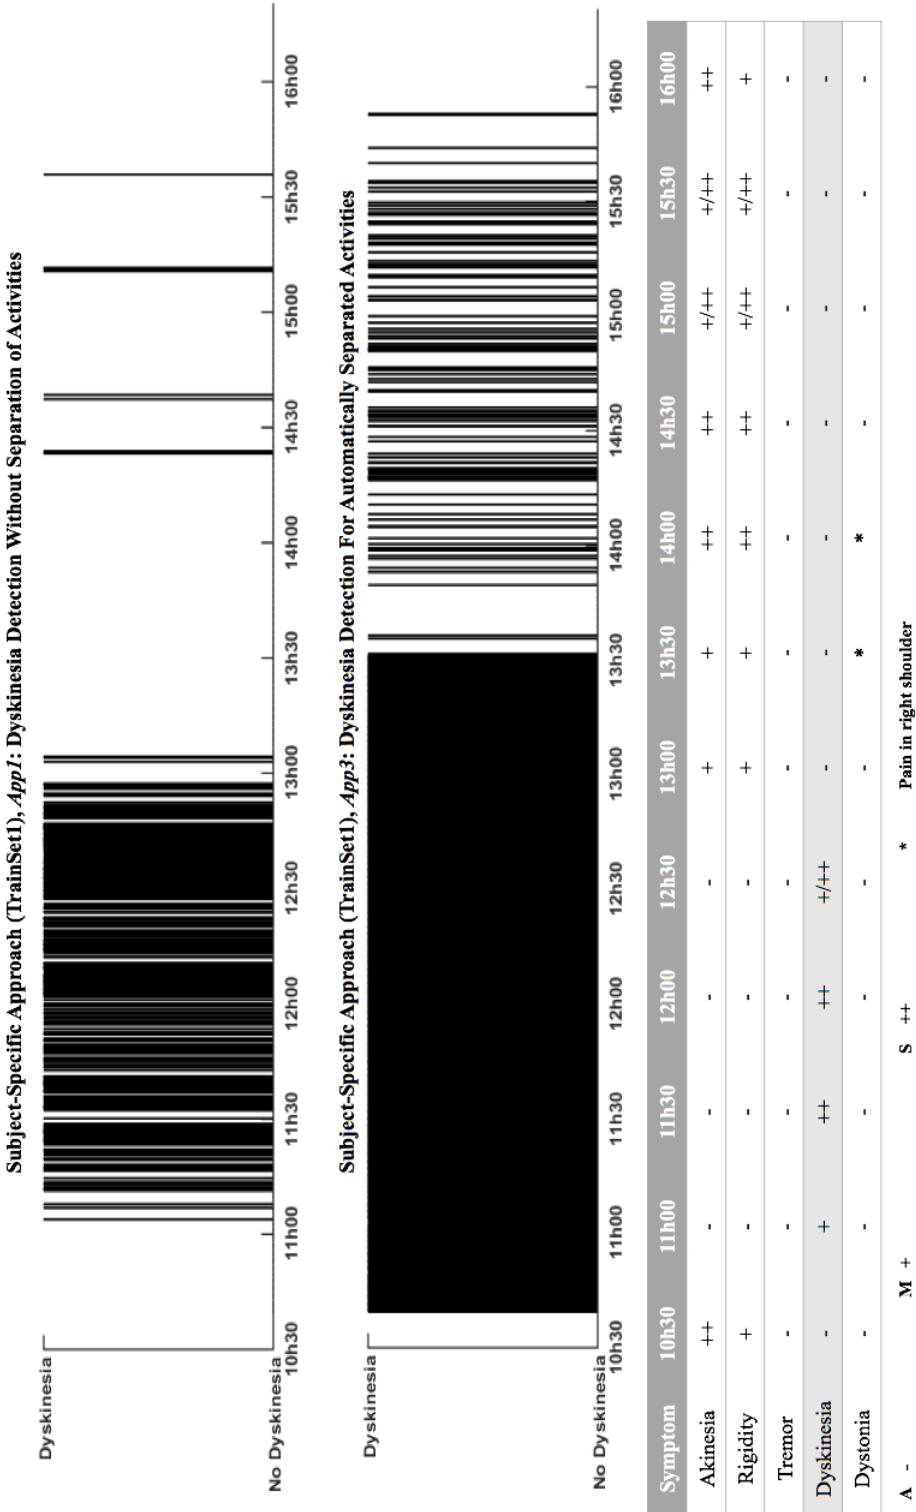 Subject-Specific Approach (TrainSet1), App1: Dyskinesia Detection Without Separation of Activities
Dyskinesia
No Dyskinesia
10h30 11h00 11h30 12h00 12h30 13h00 13h30 14h00 14h30 15h00 15h30 16h00
Subject-Specific Approach (TrainSet1), App3: Dyskinesia Detection For Automatically Separated Activities
Dyskinesia
No Dyskinesia
10h30 11h00 11h30 12h00 12h30 13h00 13h30 14h00 14h30 15h00 15h30 16h00
Symptom 10h30 11h00 11h30 12h00 12h30 13h00 13h30 14h00 14h30 15h00 15h30 16h00
Akinesia ++ - - - - + + ++ ++ +/++ +/++ ++
Rigidity + - - - - + + ++ ++ +/++ +/++ +
Tremor - - - - - - - - - - - -
Dyskinesia - + ++ ++ +/++ - - - - - - -
Dystonia - - - - - - * * - - - -
A - M + S ++ * Pain in right shoulder